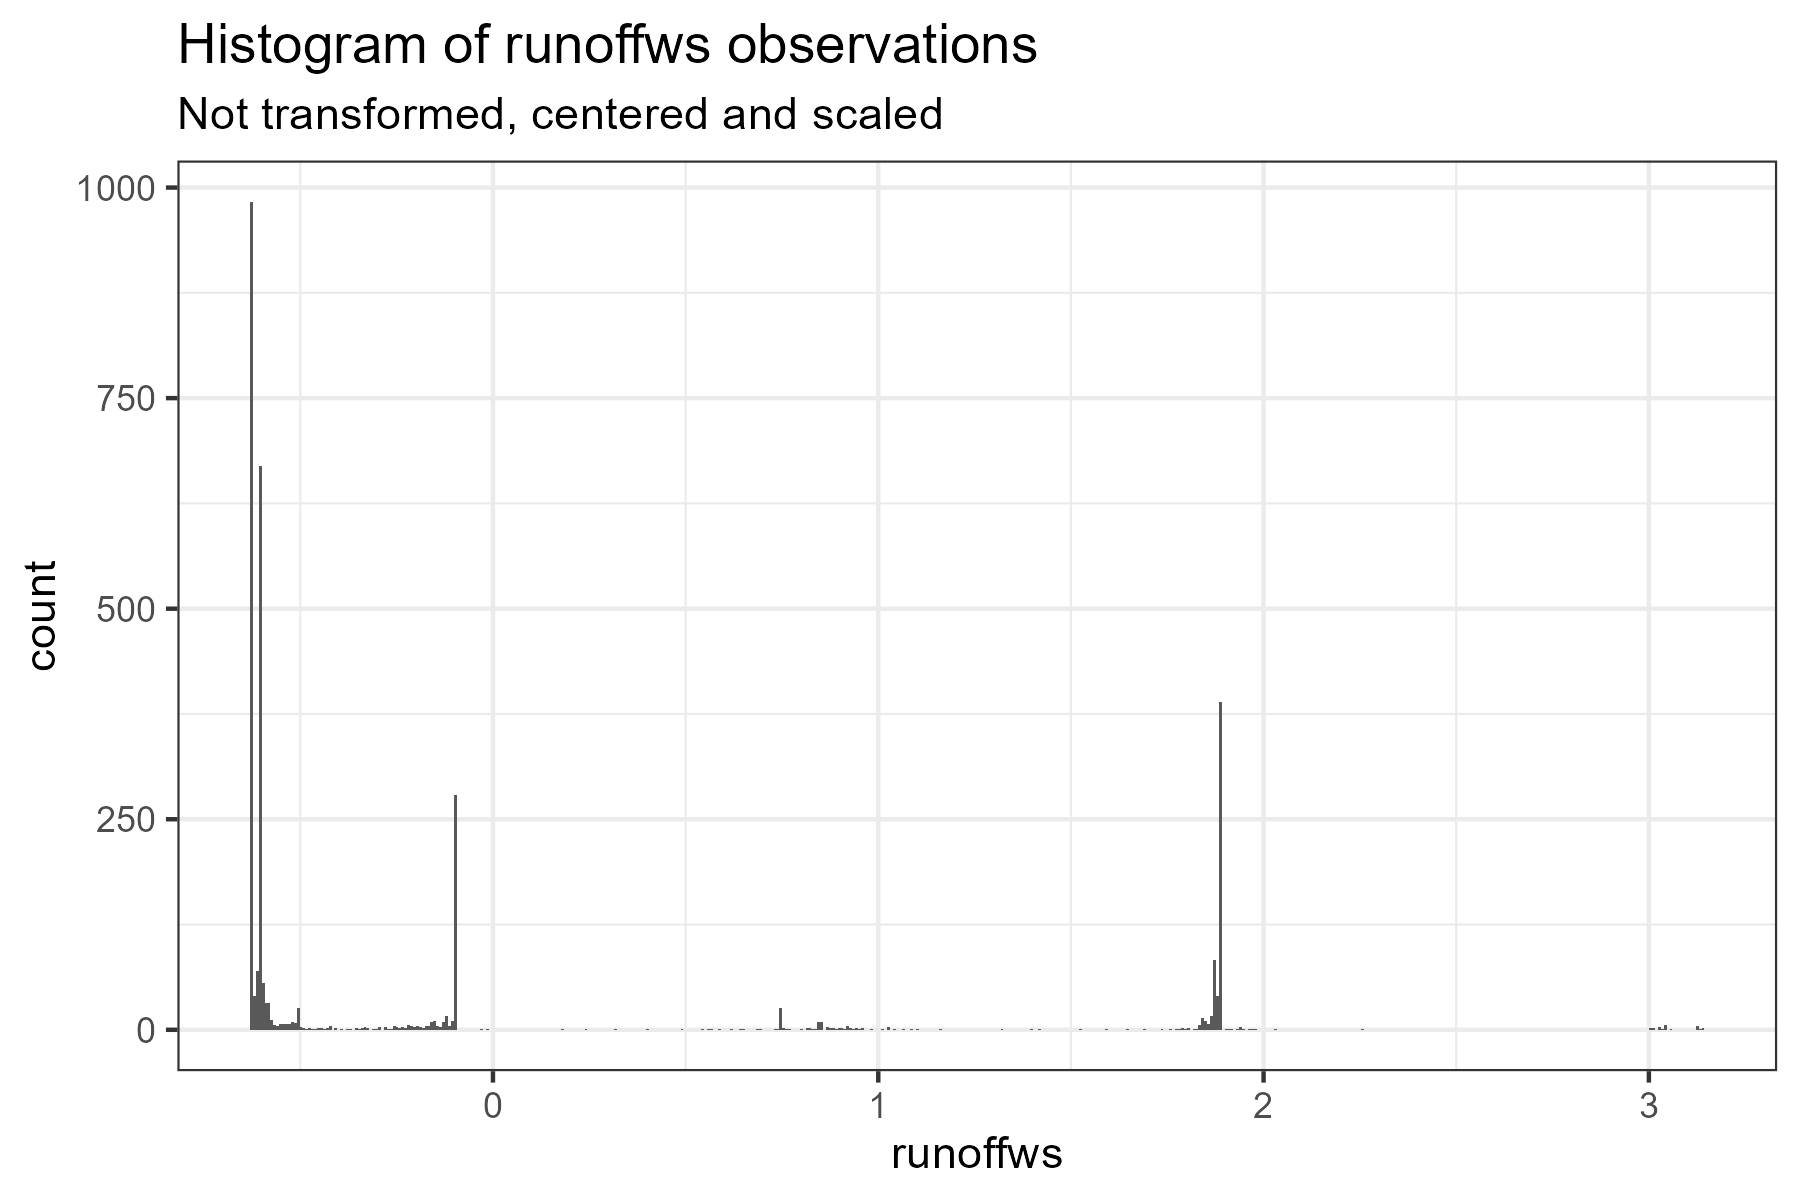 Histogram of runoffws observations
Not transformed, centered and scaled
1000
750
500
250
0
count
0 1 2 3
runoffws